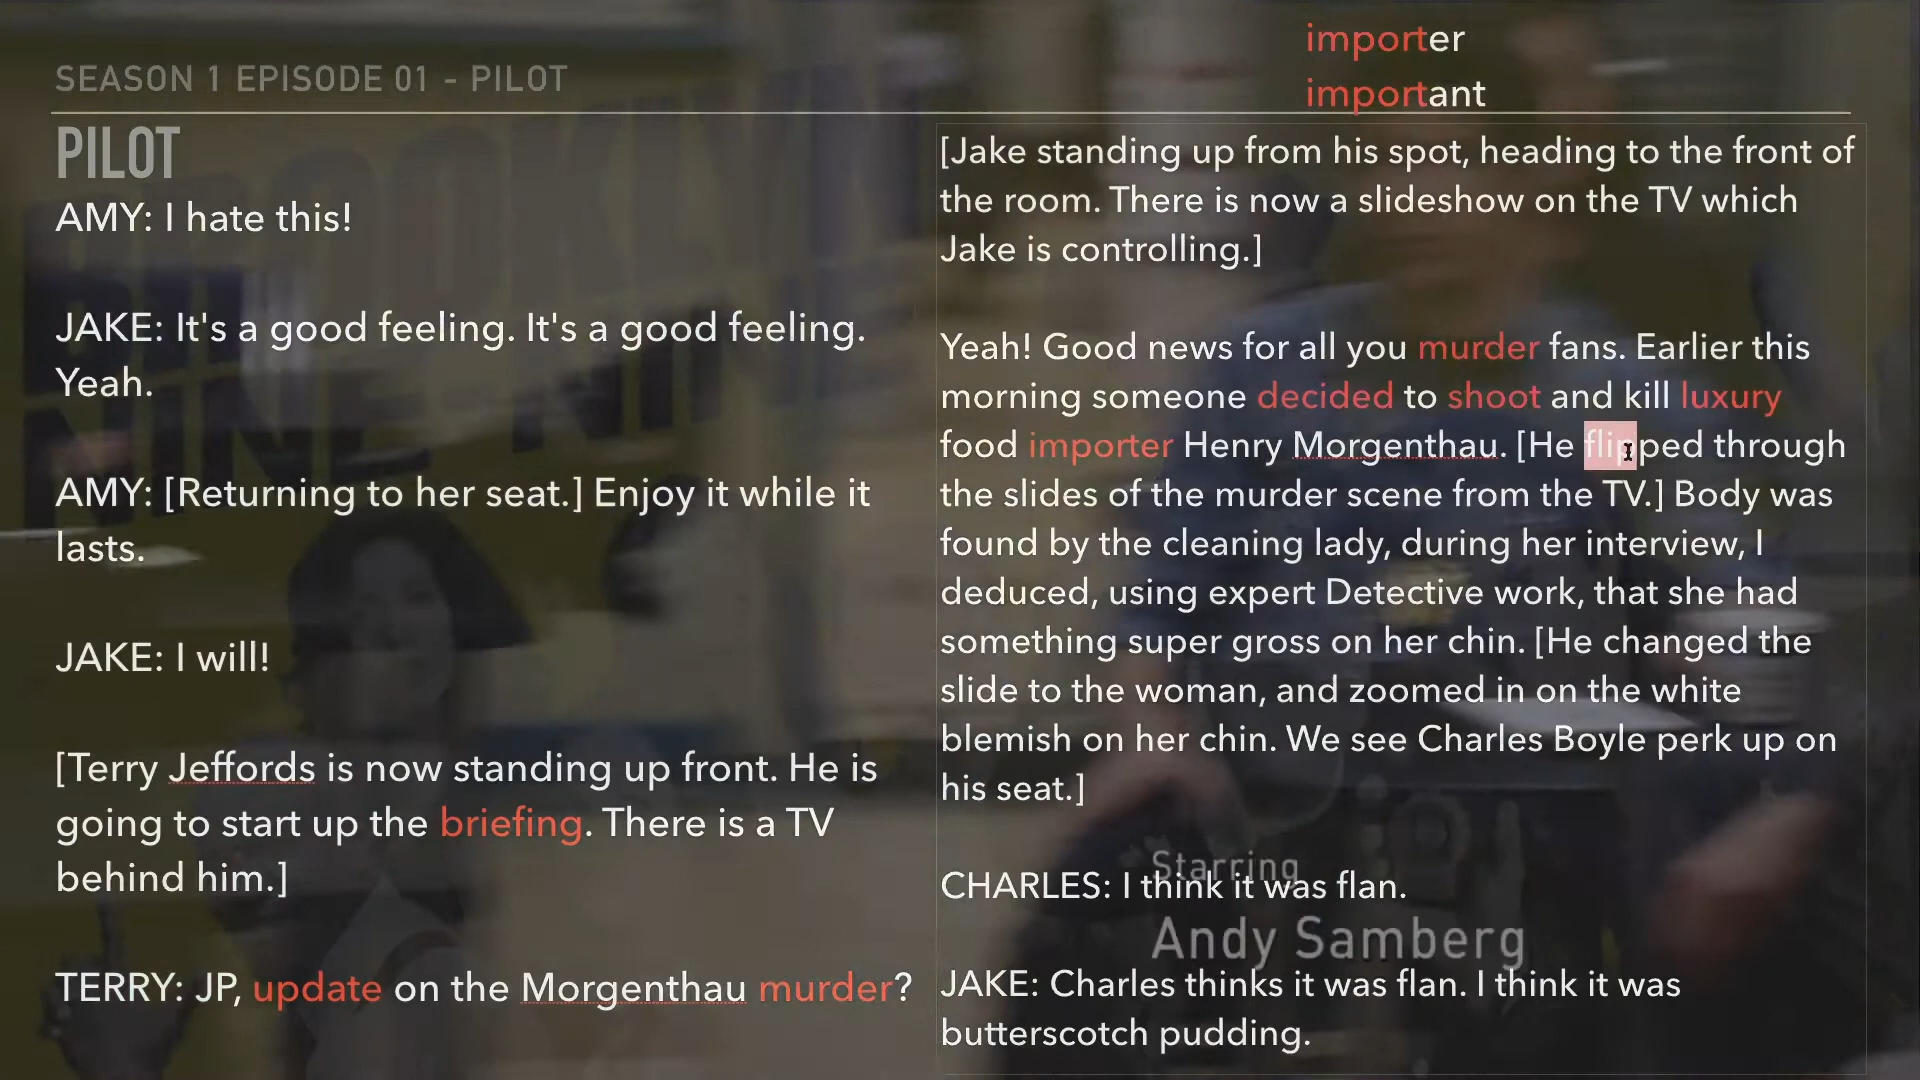 importer
important
SEASON 1 EPISODE 01 - PILOT
PILOT
AMY: I hate this!
JAKE: It's a good feeling. It's a good feeling.
Yeah.
AMY: [Returning to her seat.] Enjoy it while it
lasts.
JAKE: I will!
[Terry Jeffords is now standing up front. He is
going to start up the briefing. There is a TV
behind him.]
TERRY: JP, update on the Morgenthau murder?
[Jake standing up from his spot, heading to the front of
the room. There is now a slideshow on the TV which
Jake is controlling.]
Yeah! Good news for all you murder fans. Earlier this
morning someone decided to shoot and kill luxury
food importer Henry Morgenthau. [He flipped through
the slides of the murder scene from the TV.] Body was
found by the cleaning lady, during her interview, I
deduced, using expert Detective work, that she had
something super gross on her chin. [He changed the
slide to the woman, and zoomed in on the white
blemish on her chin. We see Charles Boyle perk up on
his seat.]
Starring
CHARLES: I think it was flan.
Andy Samberg
JAKE: Charles thinks it was flan. I think it was
butterscotch pudding.
BROOKLYN
NINE-NINE